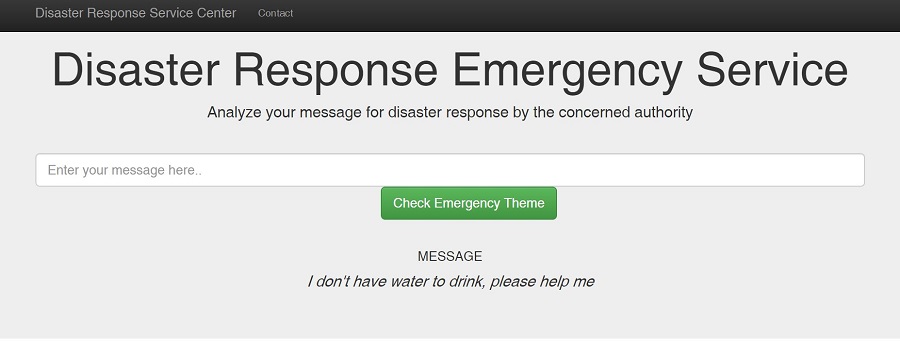 Disaster Response Service Center Contact
Disaster Response Emergency Service
Analyze your message for disaster response by the concerned authority
Enter your message here..
Check Emergency Theme
MESSAGE
I don't have water to drink, please help me